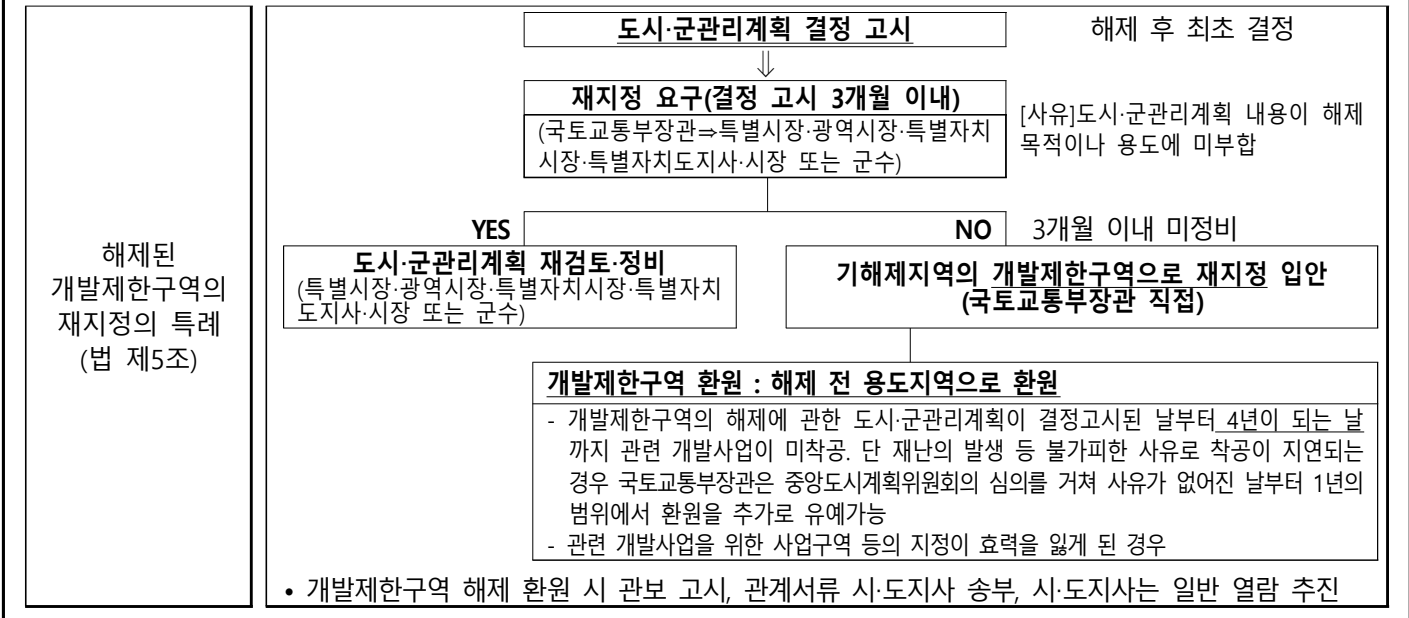 해제된
개발제한구역의
재지정의 특례
(법 제5조)
도시·군관리계획 결정 고시
해제 후 최초 결정
⇓
재지정 요구(결정 고시 3개월 이내)
(국토교통부장관⇒특별시장·광역시장·특별자치
시장·특별자치도지사·시장 또는 군수)
[사유]도시·군관리계획 내용이 해제
목적이나 용도에 미부합
YES
NO
3개월 이내 미정비
도시·군관리계획 재검토·정비
(특별시장·광역시장·특별자치시장·특별자치
도지사·시장 또는 군수)
기해제지역의 개발제한구역으로 재지정 입안
(국토교통부장관 직접)
개발제한구역 환원 : 해제 전 용도지역으로 환원
- 개발제한구역의 해제에 관한 도시·군관리계획이 결정고시된 날부터 4년이 되는 날
까지 관련 개발사업이 미착공. 단 재난의 발생 등 불가피한 사유로 착공이 지연되는
경우 국토교통부장관은 중앙도시계획위원회의 심의를 거쳐 사유가 없어진 날부터 1년의
범위에서 환원을 추가로 유예가능
- 관련 개발사업을 위한 사업구역 등의 지정이 효력을 잃게 된 경우
• 개발제한구역 해제 환원 시 관보 고시, 관계서류 시·도지사 송부, 시·도지사는 일반 열람 추진